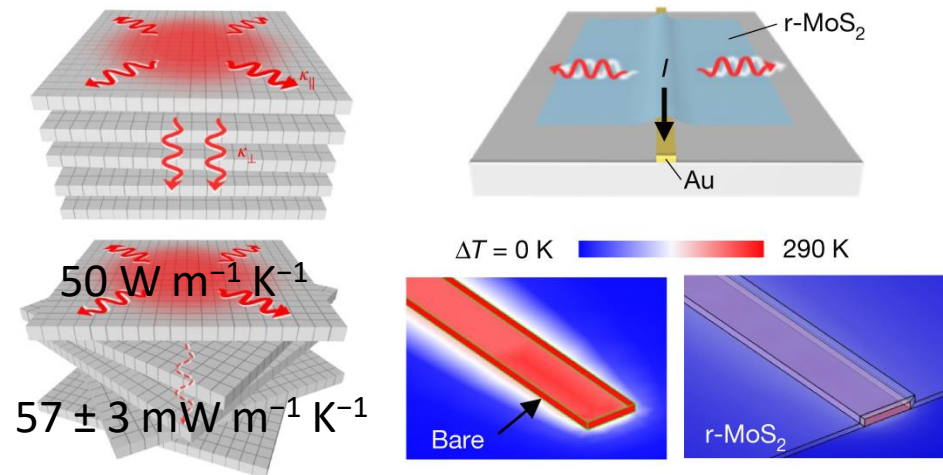 κ∥
κ⊥
50 W m⁻¹ K⁻¹
57 ± 3 mW m⁻¹ K⁻¹
r-MoS₂
I
Au
ΔT = 0 K
290 K
Bare
r-MoS₂